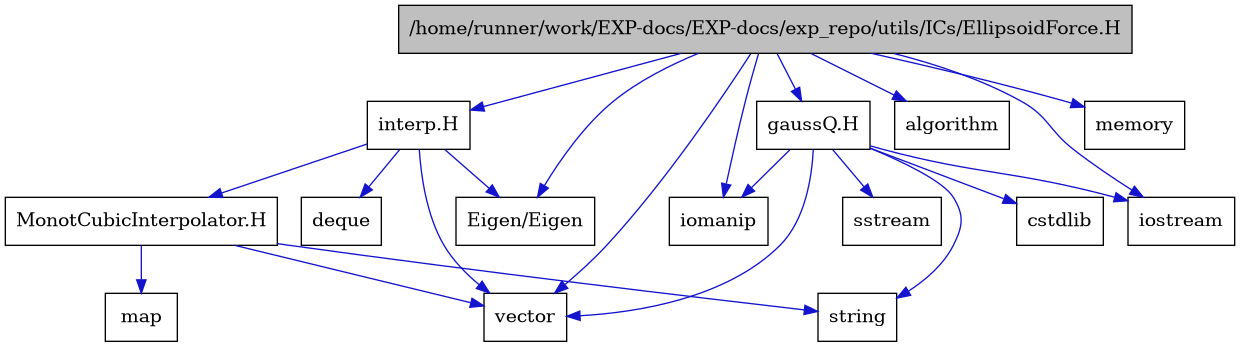 /home/runner/work/EXP-docs/EXP-docs/exp_repo/utils/ICs/EllipsoidForce.H
interp.H
gaussQ.H
algorithm
memory
MonotCubicInterpolator.H
deque
Eigen/Eigen
iomanip
sstream
cstdlib
iostream
map
vector
string